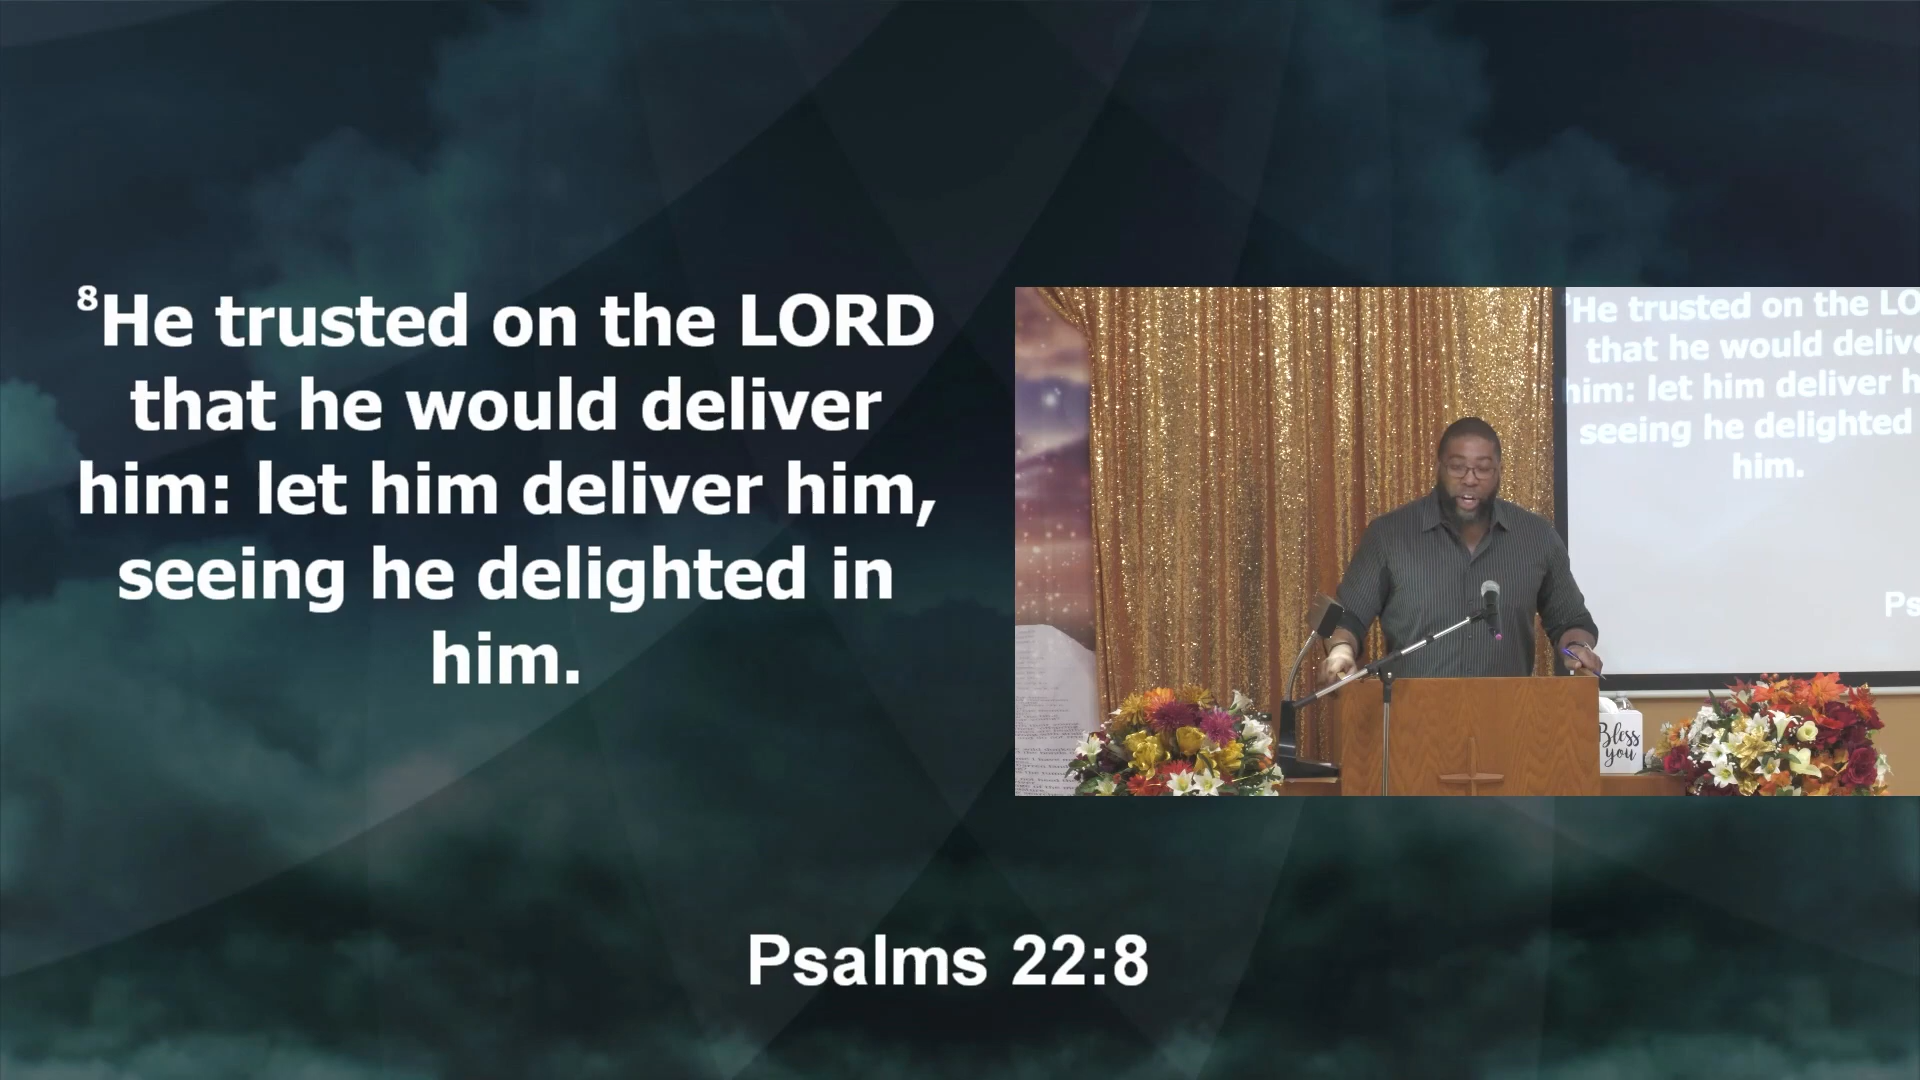 8He trusted on the LORD
that he would deliver
him: let him deliver him,
seeing he delighted in
him.
He trusted on the LO
that he would delive
him: let him deliver h
seeing he delighted
him.
Ps
Bless
you
Psalms 22:8